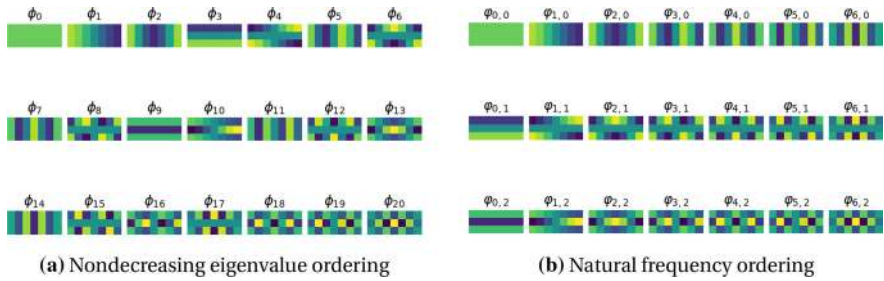 ϕ0 ϕ1 ϕ2 ϕ3 ϕ4 ϕ5 ϕ6
ϕ7 ϕ8 ϕ9 ϕ10 ϕ11 ϕ12 ϕ13
ϕ14 ϕ15 ϕ16 ϕ17 ϕ18 ϕ19 ϕ20
(a) Nondecreasing eigenvalue ordering
φ0,0 φ1,0 φ2,0 φ3,0 φ4,0 φ5,0 φ6,0
φ0,1 φ1,1 φ2,1 φ3,1 φ4,1 φ5,1 φ6,1
φ0,2 φ1,2 φ2,2 φ3,2 φ4,2 φ5,2 φ6,2
(b) Natural frequency ordering